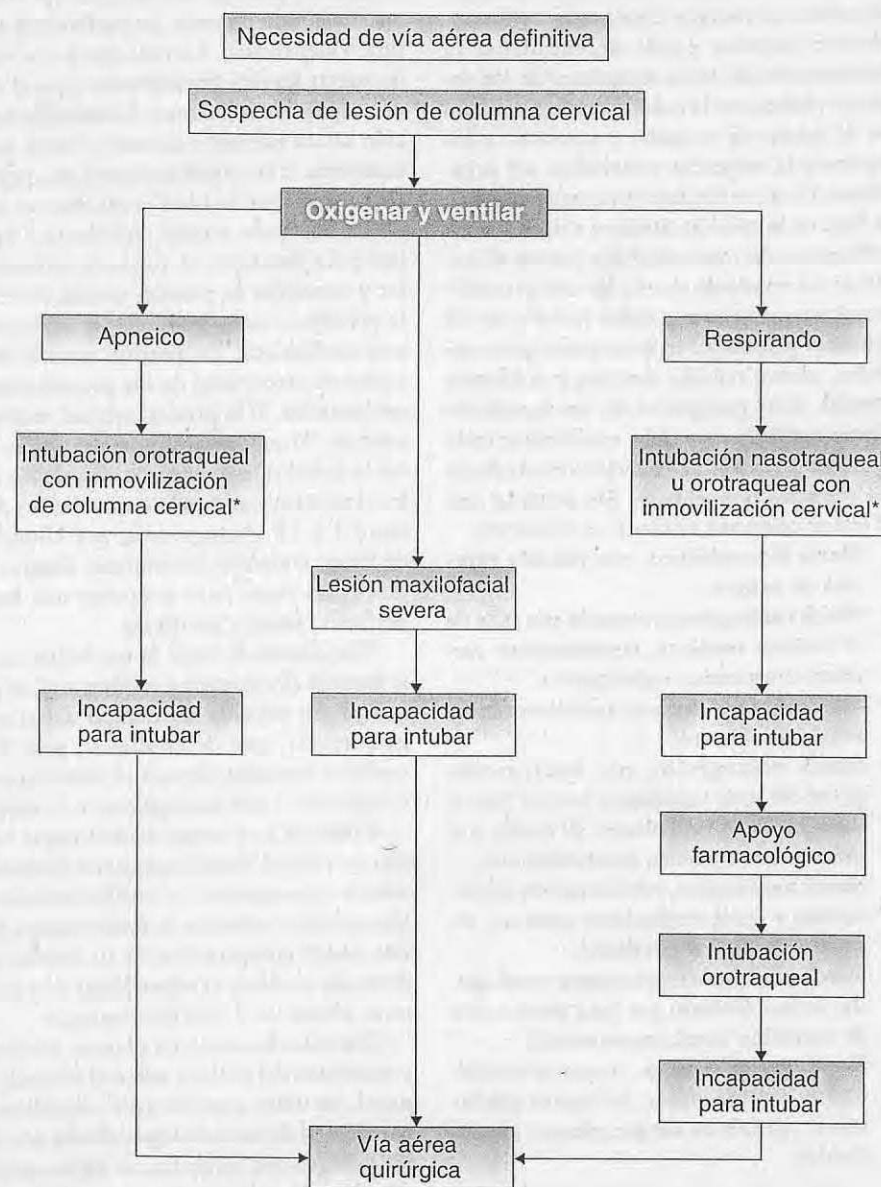 Necesidad de vía aérea definitiva
Sospecha de lesión de columna cervical
Oxigenar y ventilar
Apneico
Respirando
Intubación orotraqueal
con inmovilización
de columna cervical*
Intubación nasotraqueal
u orotraqueal con
inmovilización cervical*
Lesión maxilofacial
severa
Incapacidad
para intubar
Incapacidad
para intubar
Incapacidad
para intubar
Apoyo
farmacológico
Intubación
orotraqueal
Incapacidad
para intubar
Vía aérea
quirúrgica